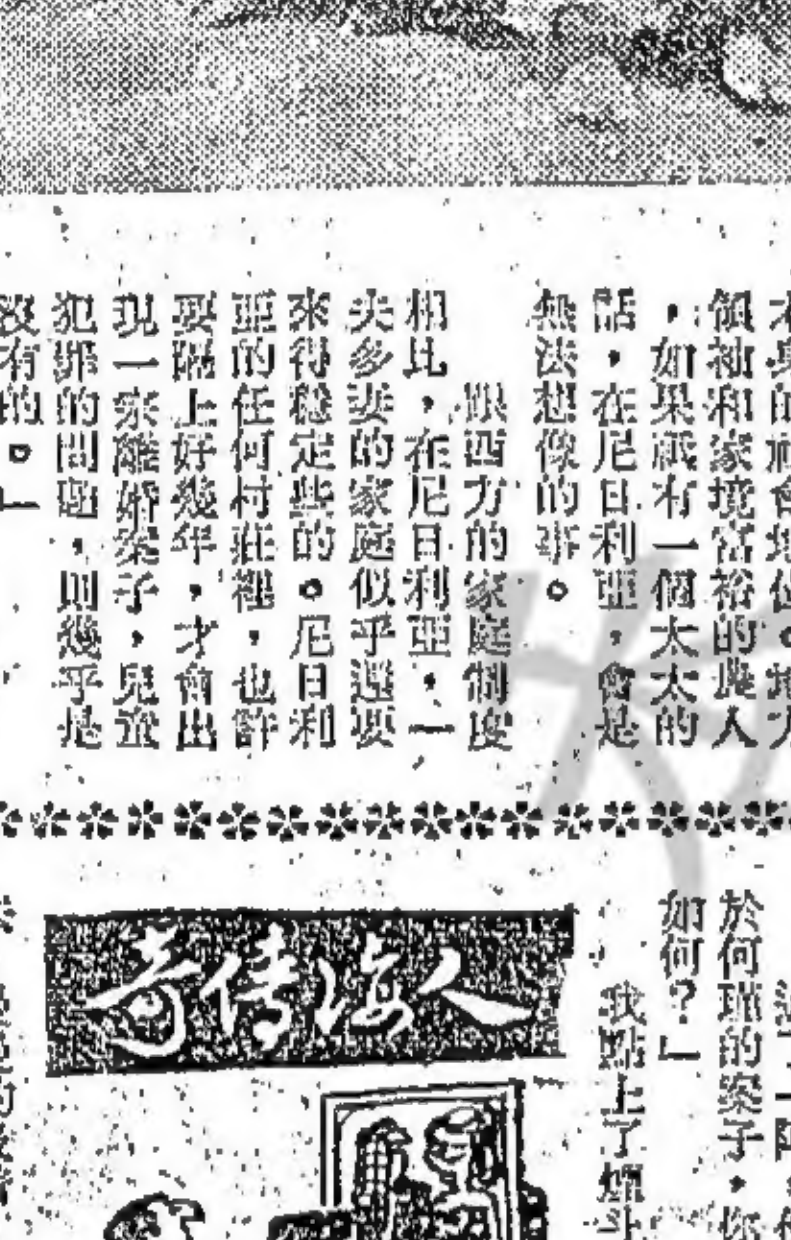 領袖和家境富裕的男人
，如果祇有一個太太的
話，在尼日利亞，會是
無法想像的事。
跟西方的家庭制度
相比，在尼日利亞，一
夫多妻的家庭似乎還要
來得穩定些的。尼日利
亞的任何村莊裡，也許
要隔上好幾年，才會出
現一宗離婚案子，兒童
犯罪的問題，則幾乎是
沒有的。」
於何瑾的案子，你
如何？」
我點上了煙斗
人海傳奇